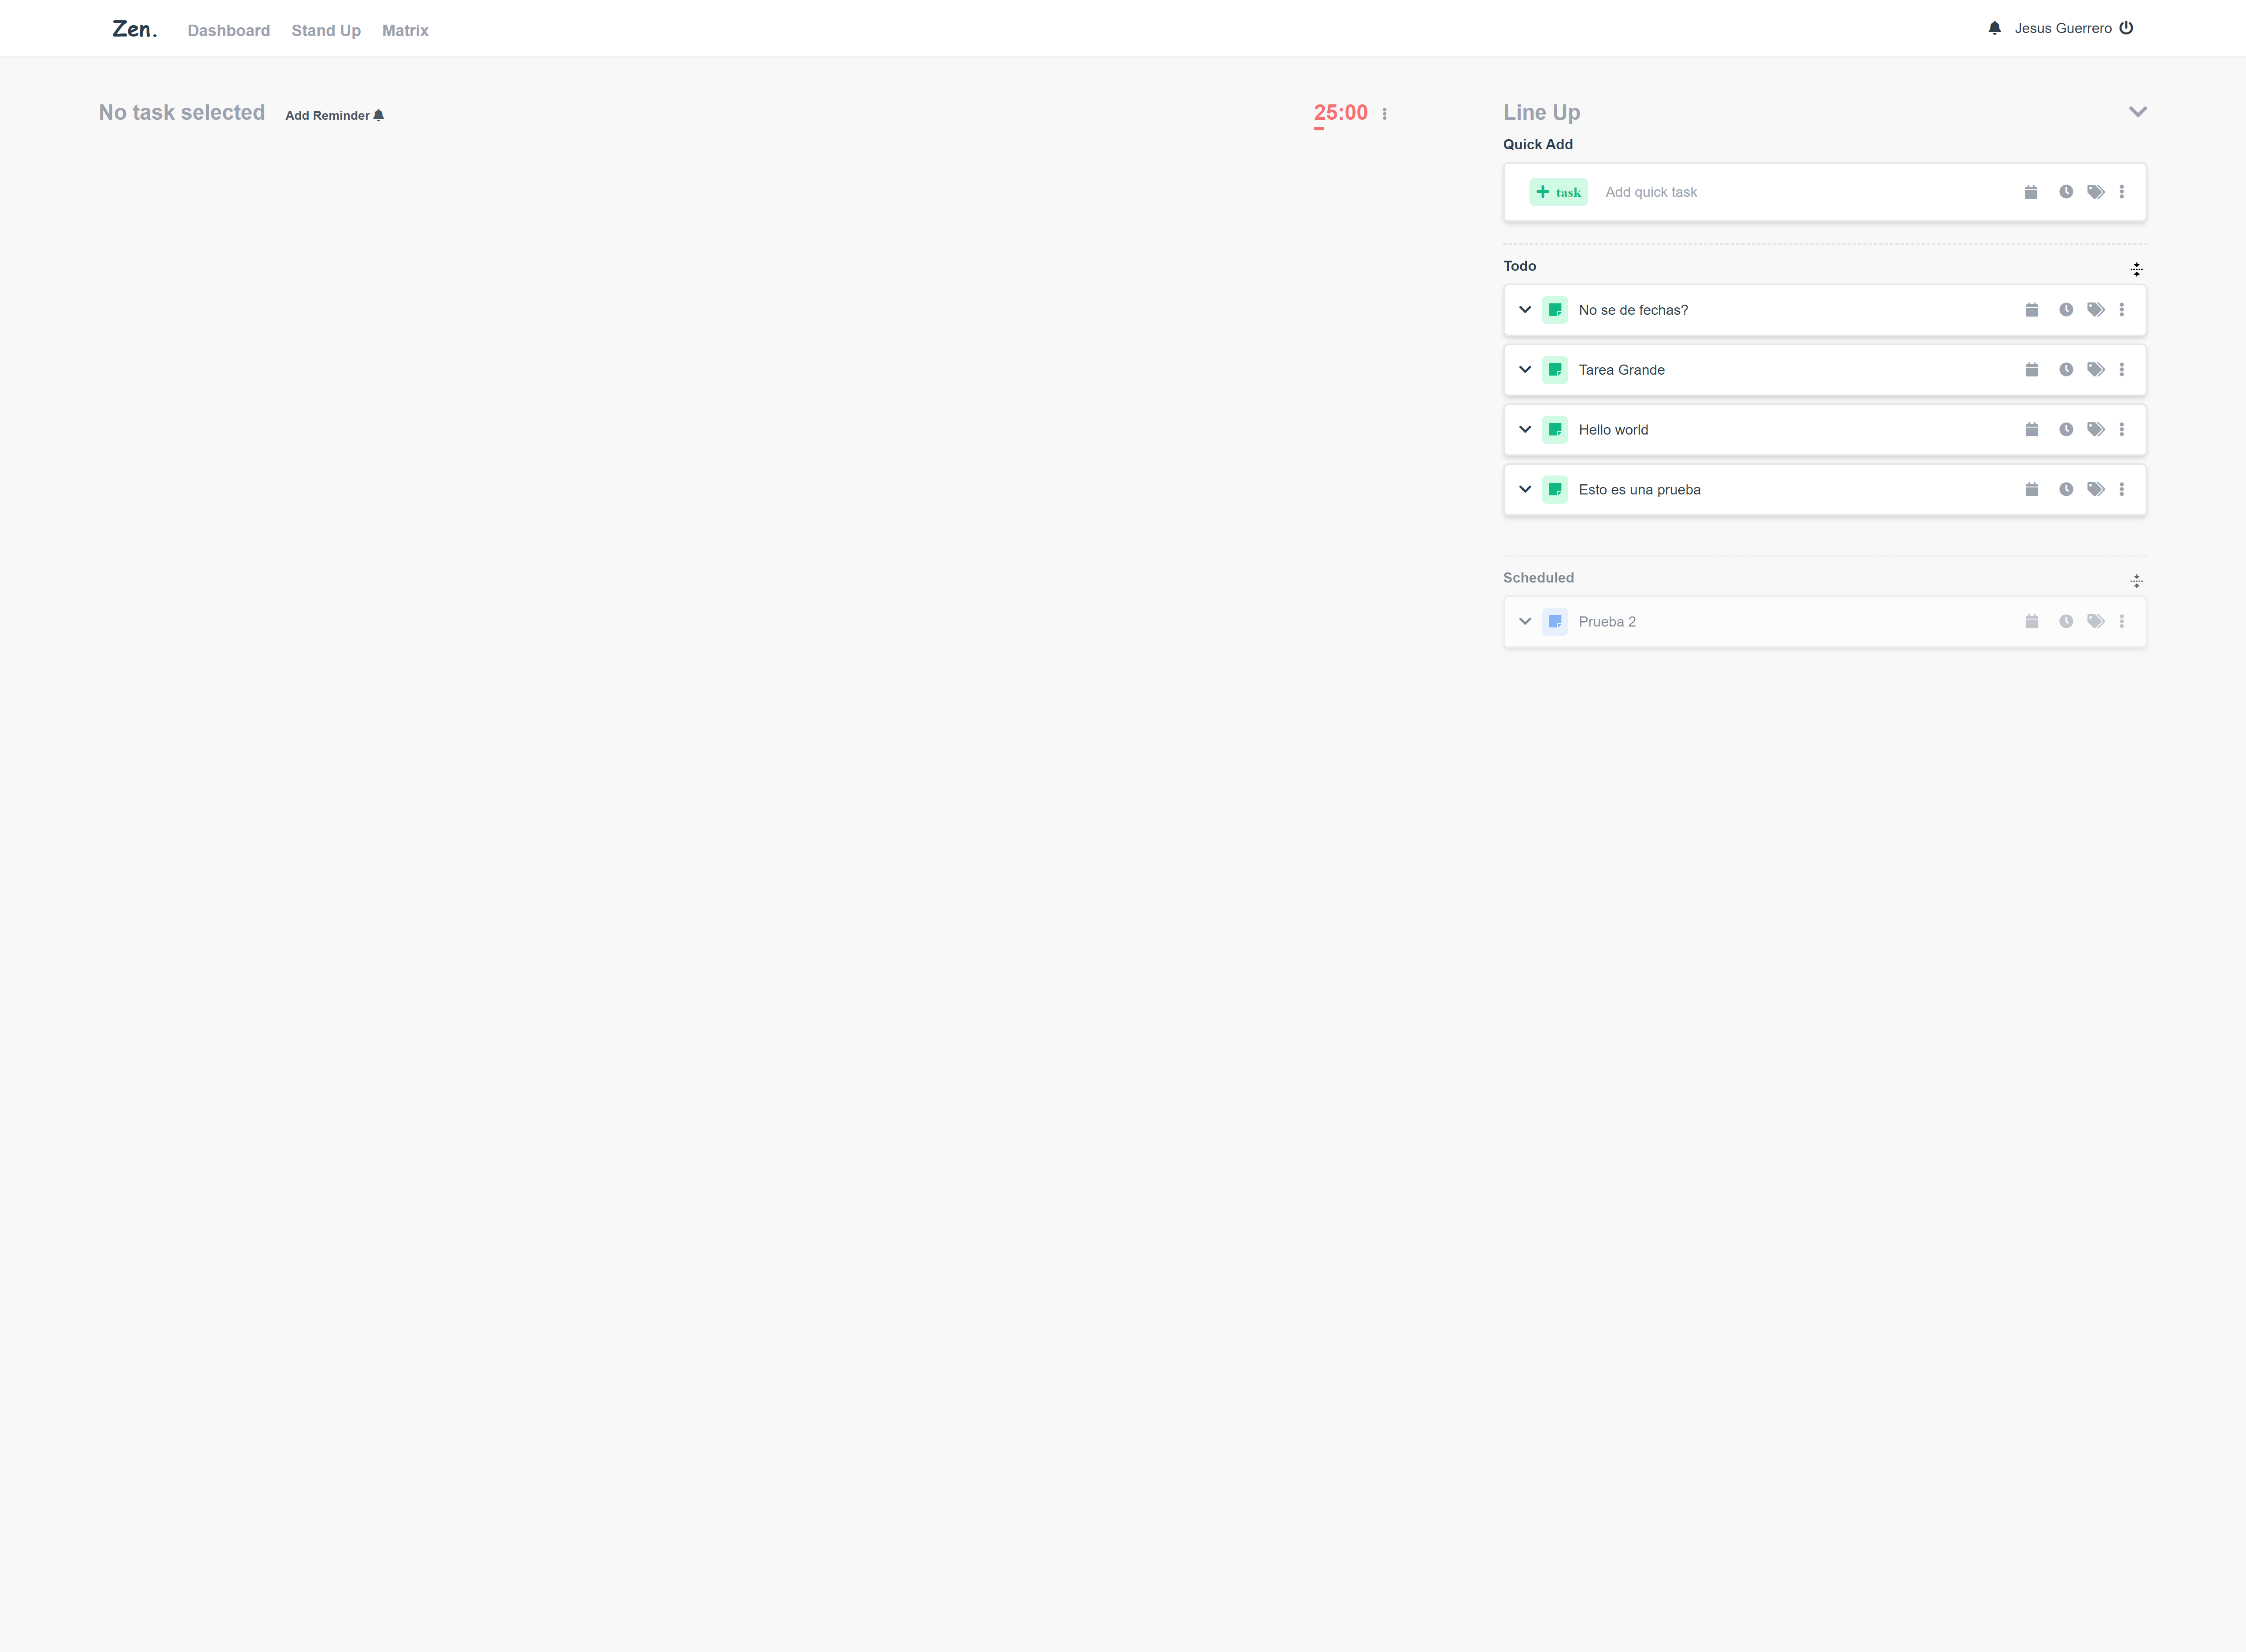 Zen. Dashboard Stand Up Matrix Jesus Guerrero
No task selected Add Reminder 25:00
Line Up
Quick Add
task Add quick task
Todo
No se de fechas?
Tarea Grande
Hello world
Esto es una prueba
Scheduled
Prueba 2